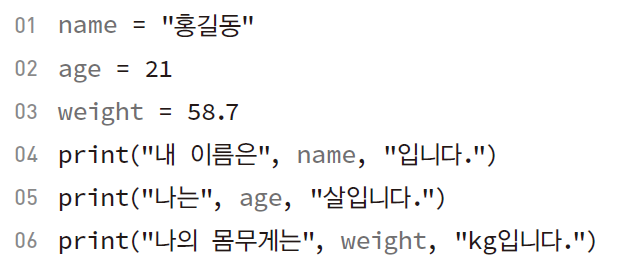 01 name = "홍길동"
02 age = 21
03 weight = 58.7
04 print("내 이름은", name, "입니다.")
05 print("나는", age, "살입니다.")
06 print("나의 몸무게는", weight, "kg입니다.")